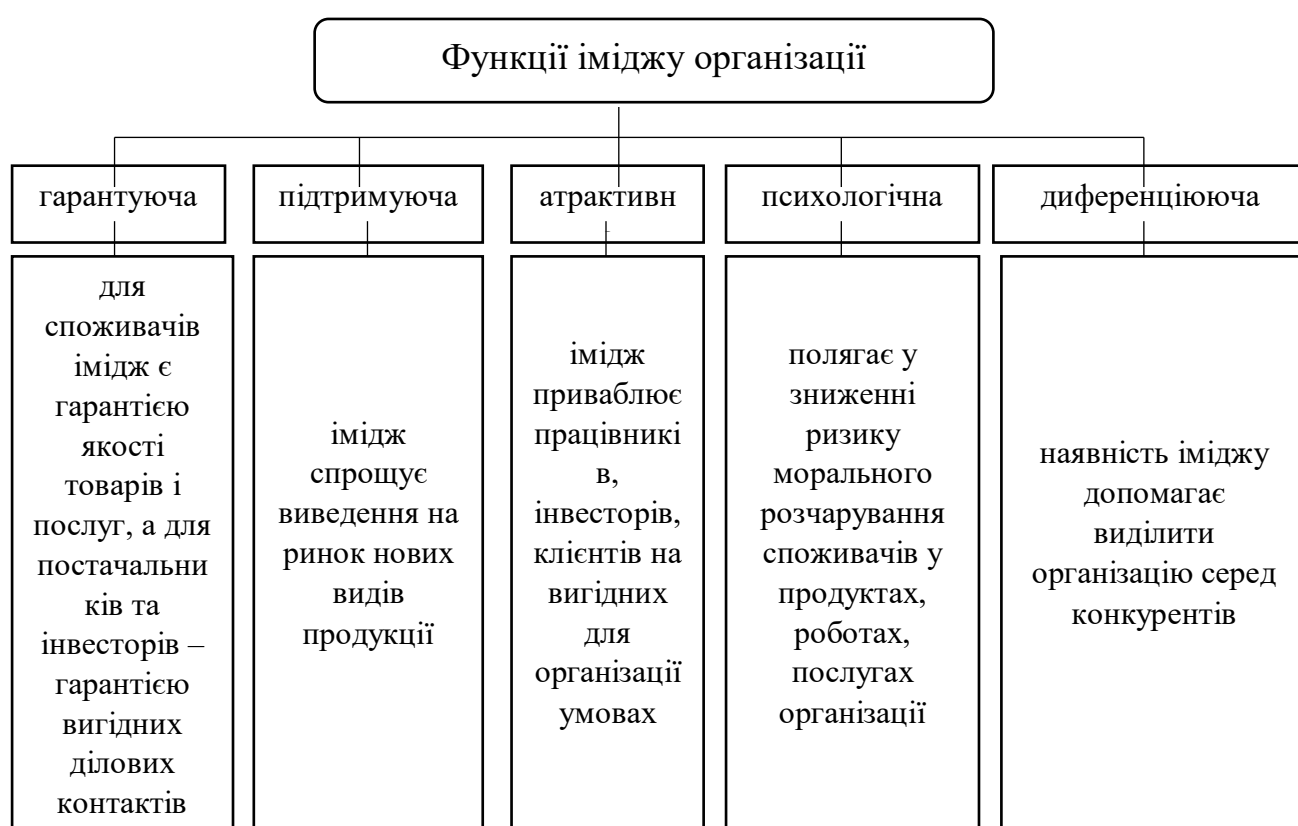 Функції іміджу організації
гарантуюча
підтримуюча
атрактивн
психологічна
диференціююча
для
споживачів
імідж є
гарантією
якості
товарів і
послуг, а для
постачальни
ків та
інвесторів –
гарантією
вигідних
ділових
контактів
імідж
спрощує
виведення на
ринок нових
видів
продукції
імідж
приваблює
працівникі
в,
інвесторів,
клієнтів на
вигідних
для
організації
умовах
полягає у
зниженні
ризику
морального
розчарування
споживачів у
продуктах,
роботах,
послугах
організації
наявність іміджу
допомагає
виділити
організацію серед
конкурентів